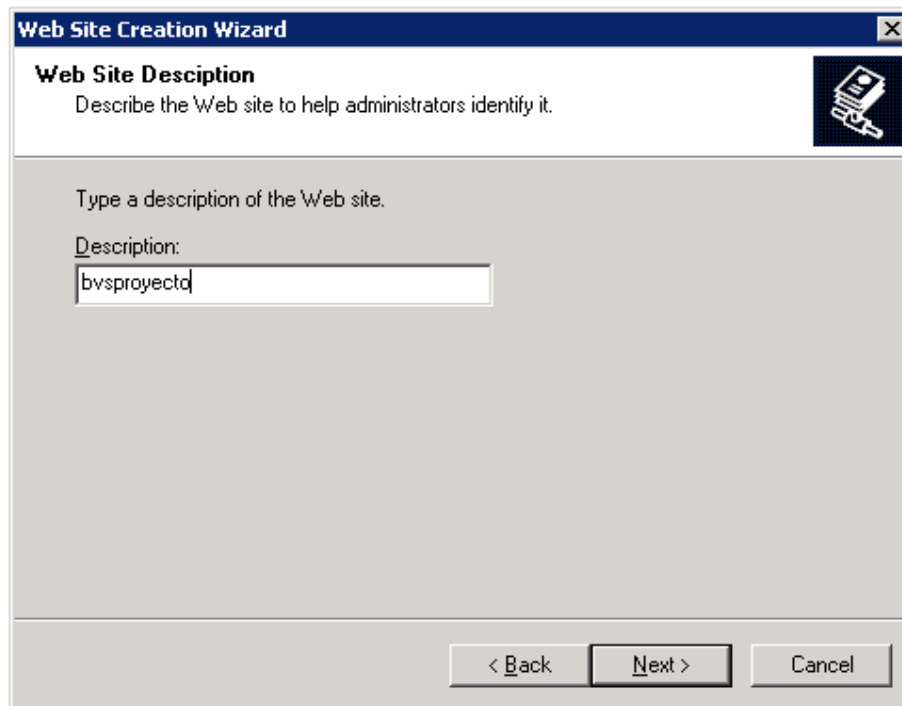 Web Site Creation Wizard
Web Site Desciption
Describe the Web site to help administrators identify it.
Type a description of the Web site.
Description:
bvsproyecto
< Back
Next >
Cancel